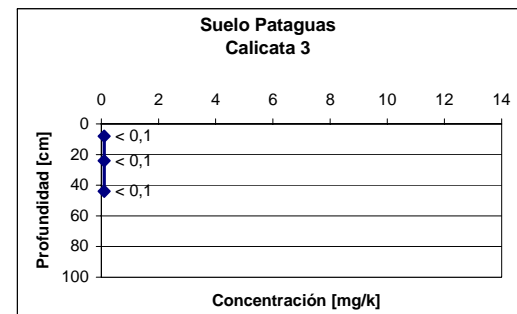 Suelo Pataguas
Calicata 3
0 2 4 6 8 10 12 14
Profundidad [cm]
0
20
40
60
80
100
< 0,1
< 0,1
< 0,1
Concentración [mg/k]